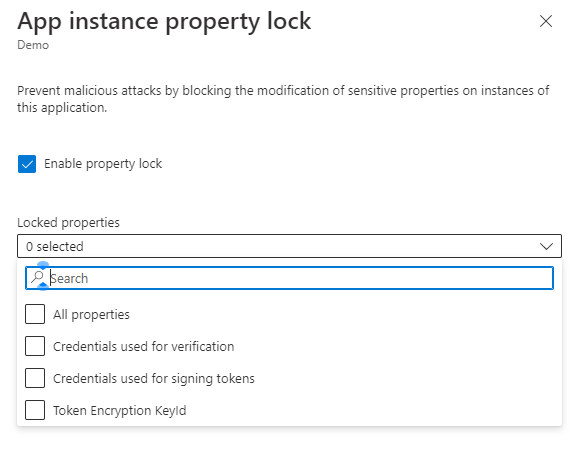 App instance property lock
Demo
Prevent malicious attacks by blocking the modification of sensitive properties on instances of
this application.
Enable property lock
Locked properties
0 selected
Search
All properties
Credentials used for verification
Credentials used for signing tokens
Token Encryption KeyId